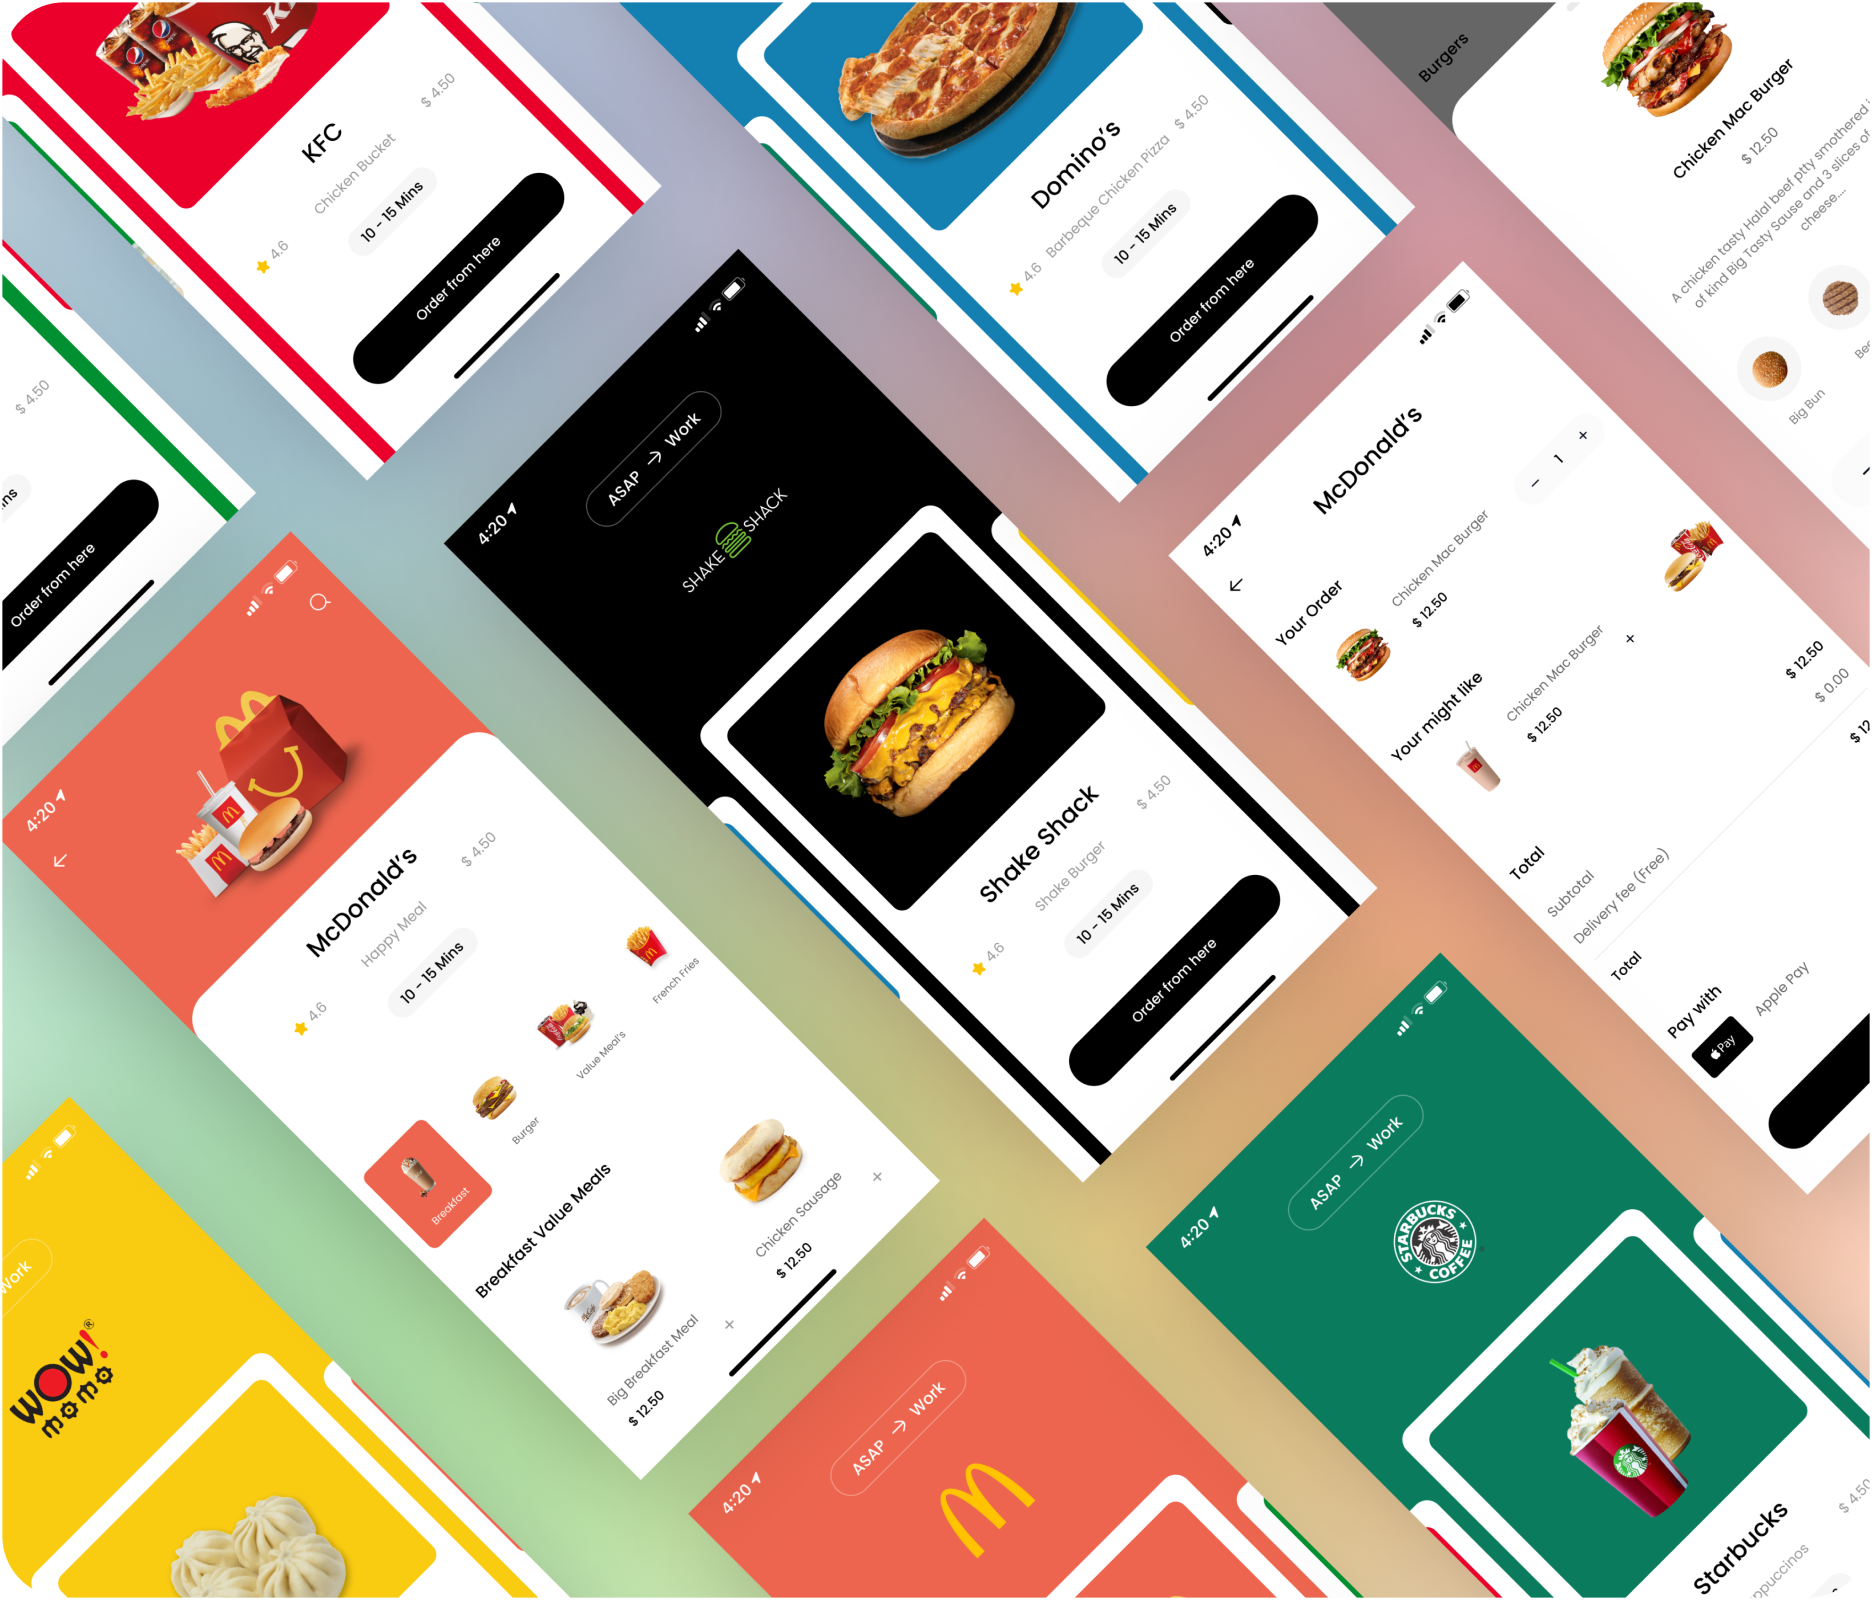 KFC
Chicken Bucket
$ 4.50
4.6
10 - 15 Mins
Order from here
Domino's
Barbeque Chicken Pizza
$ 4.50
4.6
10 - 15 Mins
Order from here
Burgers
Chicken Mac Burger
$ 12.50
A chicken tasty Halal beef ptty smothered
of kind Big Tasty Sause and 3 slices of
cheese...
Big Bun
$ 4.50
Order from here
4:20
ASAP → Work
SHAKE SHACK
Shake Shack
Shake Burger
$ 4.50
4.6
10 - 15 Mins
Order from here
4:20
McDonald's
Your Order
Chicken Mac Burger
$ 12.50
- 1 +
Your might like
Chicken Mac Burger
$ 12.50
+
Total
Subtotal
$ 12.50
Delivery fee (Free)
$ 0.00
Total
Pay with
Pay
Apple Pay
4:20
McDonald's
Happy Meal
$ 4.50
4.6
10 - 15 Mins
Breakfast
Burger
Value Meal's
French Fries
Breakfast Value Meals
Big Breakfast Meal
$ 12.50
+
Chicken Sausage
$ 12.50
+
Work
WOW!®
momo
4:20
ASAP → Work
4:20
ASAP → Work
STARBUCKS
COFFEE
Starbucks
$ 4.50